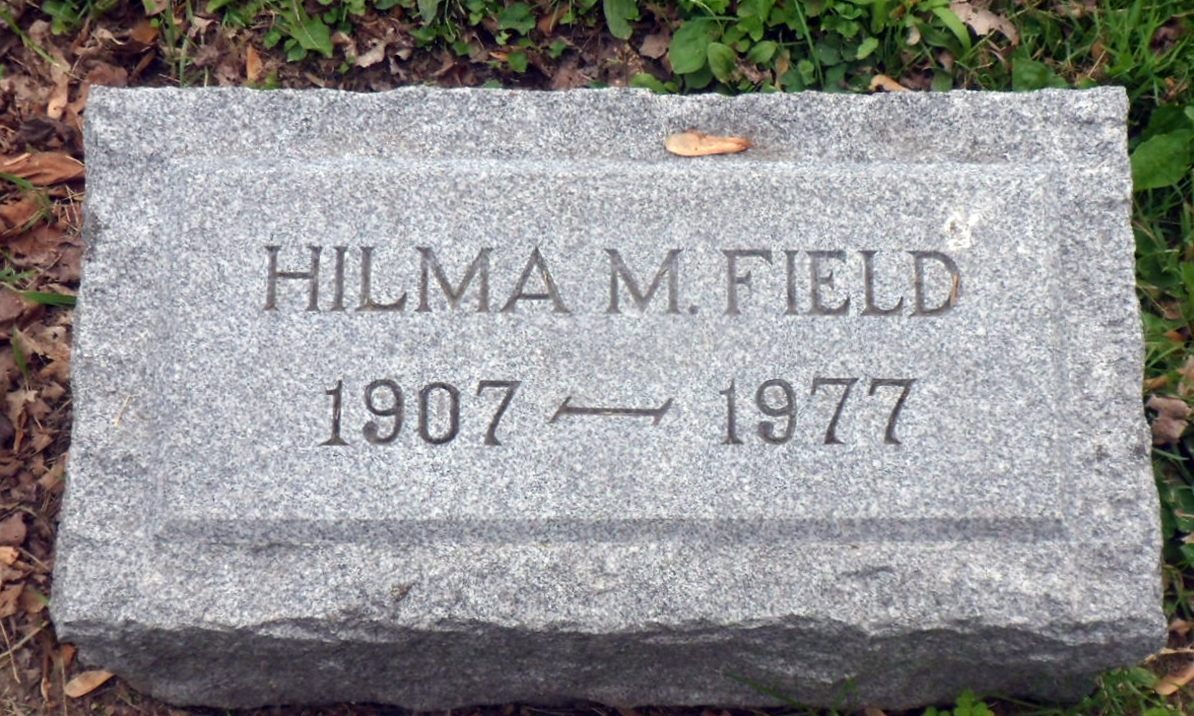 HILMA M. FIELD
1907 — 1977